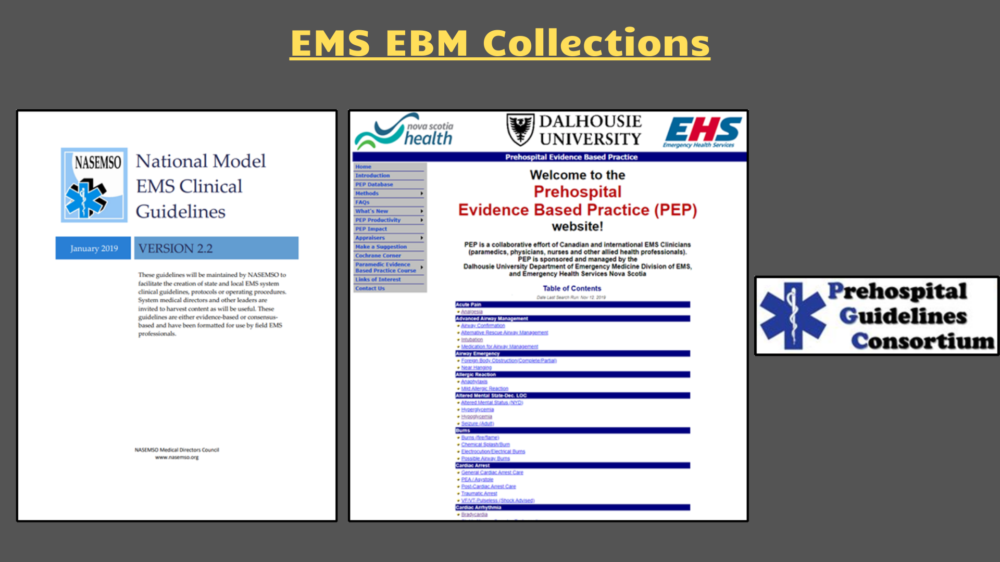 EMS EBM Collections
NASEMSO
National Model
EMS Clinical
Guidelines
January 2019
VERSION 2.2
These guidelines will be maintained by NASEMSO to
facilitate the creation of state and local EMS system
clinical guidelines, protocols or operating procedures.
System medical directors and other leaders are
invited to harvest content as will be useful. These
guidelines are either evidence-based or consensus-
based and have been formatted for use by field EMS
professionals.
NASEMSO Medical Directors Council
www.nasemso.org
nova scotia
health
DALHOUSIE
UNIVERSITY
EHS
Emergency Health Services
Prehospital Evidence Based Practice
Home
Introduction
PEP Database
Methods
FAQs
What's New
PEP Productivity
PEP Impact
Appraisers
Make a Suggestion
Cochrane Corner
Paramedic Evidence
Based Practice Course
Links of Interest
Contact Us
Welcome to the
Prehospital
Evidence Based Practice (PEP)
website!
PEP is a collaborative effort of Canadian and international EMS Clinicians
(paramedics, physicians, nurses and other allied health professionals).
PEP is sponsored and managed by the
Dalhousie University Department of Emergency Medicine Division of EMS,
and Emergency Health Services Nova Scotia
Table of Contents
Date Last Search Run: Nov 12, 2019
Acute Pain
Analgesia
Advanced Airway Management
Airway Confirmation
Alternative Rescue Airway Management
Intubation
Medication for Airway Management
Airway Emergency
Foreign Body Obstruction(Complete/Partial)
Near Hanging
Allergic Reaction
Anaphylaxis
Mild Allergic Reaction
Altered Mental State-Dec. LOC
Altered Mental Status (NYD)
Hyperglycemia
Hypoglycemia
Seizure (Adult)
Burns
Burns (fire/flame)
Chemical Splash/Burn
Electrocution/Electrical Burns
Possible Airway Burns
Cardiac Arrest
General Cardiac Arrest Care
PEA / Asystole
Post-Cardiac Arrest Care
Traumatic Arrest
VF/VT-Pulseless (Shock Advised)
Cardiac Arrhythmia
Bradycardia
Prehospital
Guidelines
Consortium